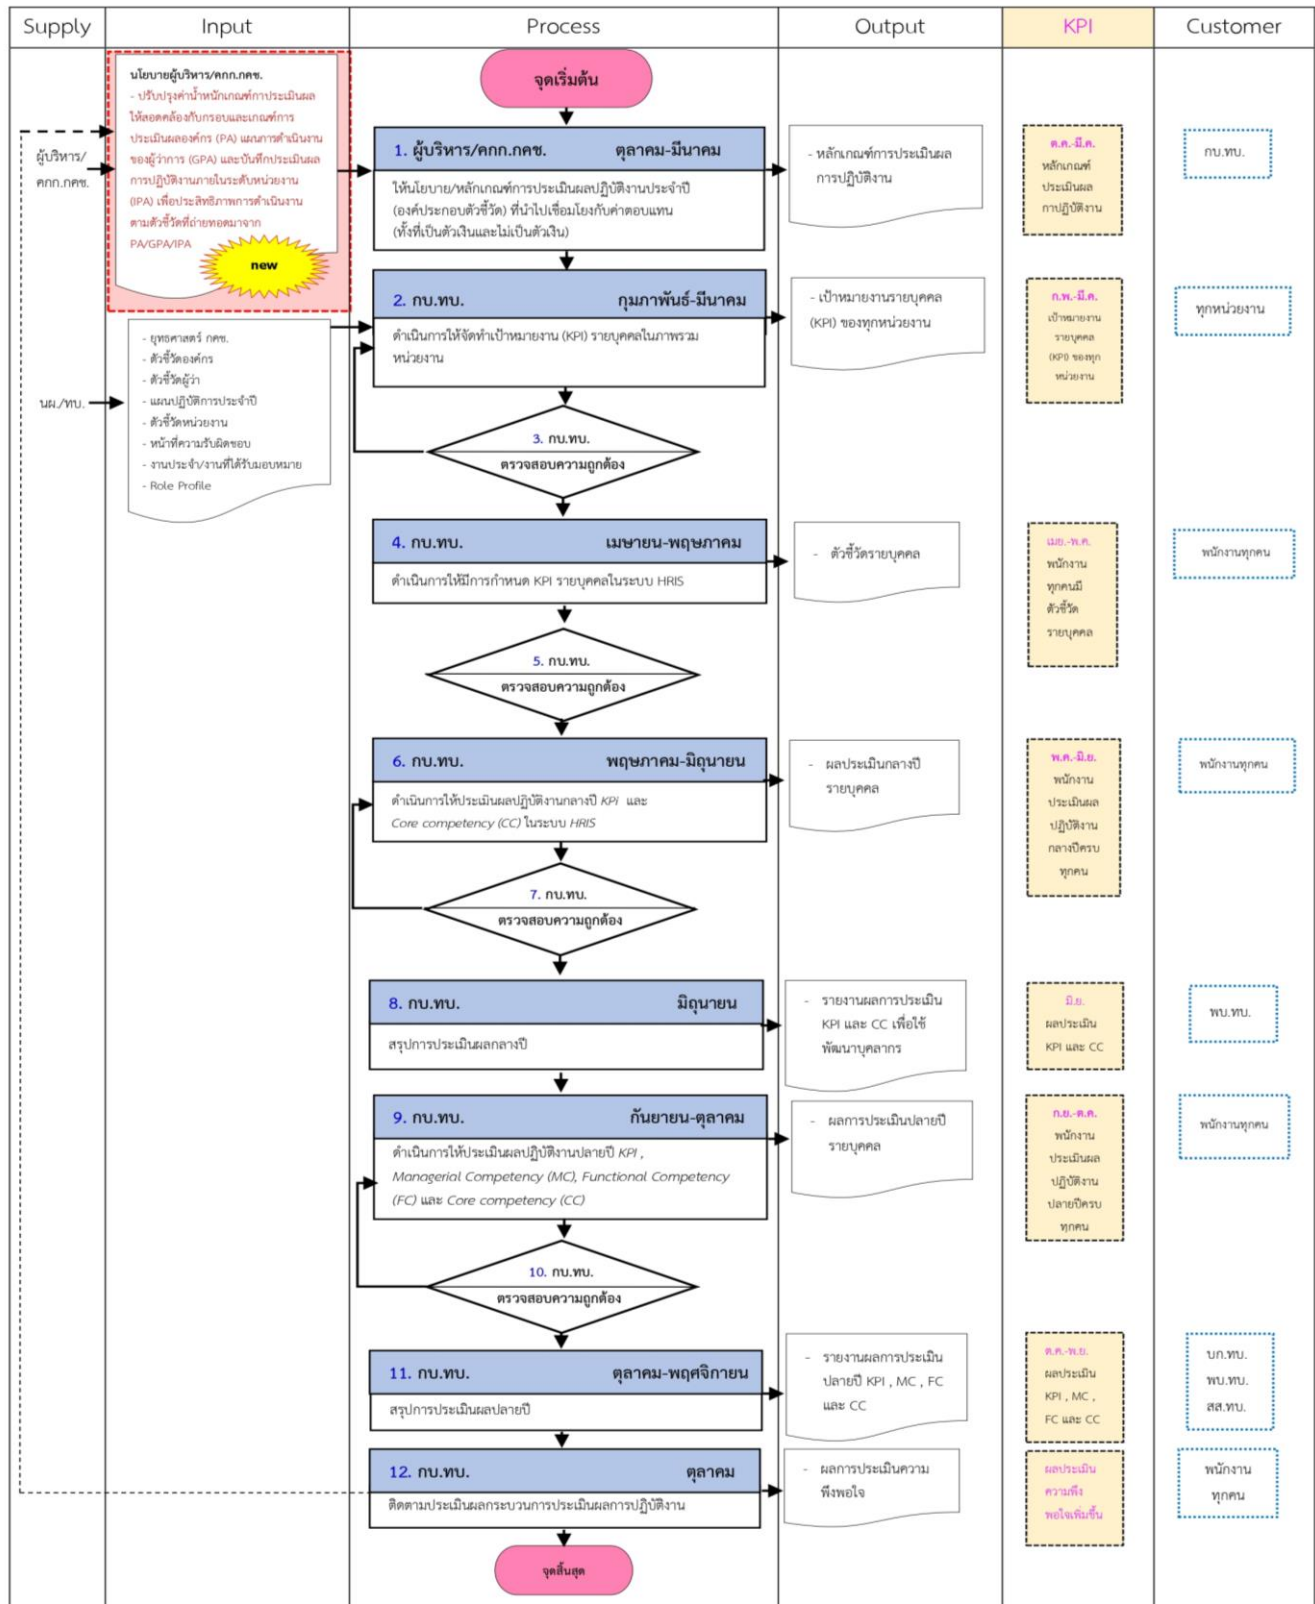 Supply
Input
Process
Output
KPI
Customer
จุดเริ่มต้น
ผู้บริหาร/
คกก.กคช.
นโยบายผู้บริหาร/คกก.กคช.
- ปรับปรุงค่าน้ำหนักเกณฑ์กาประเมินผล
ให้สอดคล้องกับกรอบและเกณฑ์การ
ประเมินผลองค์กร (PA) แผนการดำเนินงาน
ของผู้ว่าการ (GPA) และบันทึกประเมินผล
การปฏิบัติงานภายในระดับหน่วยงาน
(IPA) เพื่อประสิทธิภาพการดำเนินงาน
ตามตัวชี้วัดที่ถ่ายทอดมาจาก
PA/GPA/IPA
new
1. ผู้บริหาร/คกก.กคช. ตุลาคม-มีนาคม
ให้นโยบาย/หลักเกณฑ์การประเมินผลปฏิบัติงานประจำปี
(องค์ประกอบตัวชี้วัด) ที่นำไปเชื่อมโยงกับค่าตอบแทน
(ทั้งที่เป็นตัวเงินและไม่เป็นตัวเงิน)
- หลักเกณฑ์การประเมินผล
การปฏิบัติงาน
ต.ค.-มี.ค.
หลักเกณฑ์
ประเมินผล
กาปฏิบัติงาน
กบ.ทบ.
นผ./ทบ.
- ยุทธศาสตร์ กคช.
- ตัวชี้วัดองค์กร
- ตัวชี้วัดผู้ว่า
- แผนปฏิบัติการประจำปี
- ตัวชี้วัดหน่วยงาน
- หน้าที่ความรับผิดชอบ
- งานประจำ/งานที่ได้รับมอบหมาย
- Role Profile
2. กบ.ทบ. กุมภาพันธ์-มีนาคม
ดำเนินการให้จัดทำเป้าหมายงาน (KPI) รายบุคคลในภาพรวม
หน่วยงาน
- เป้าหมายงานรายบุคคล
(KPI) ของทุกหน่วยงาน
ก.พ.-มี.ค.
เป้าหมายงาน
รายบุคคล
(KPI) ของทุก
หน่วยงาน
ทุกหน่วยงาน
3. กบ.ทบ.
ตรวจสอบความถูกต้อง
4. กบ.ทบ. เมษายน-พฤษภาคม
ดำเนินการให้มีการกำหนด KPI รายบุคคลในระบบ HRIS
- ตัวชี้วัดรายบุคคล
เมย.-พ.ค.
พนักงาน
ทุกคนมี
ตัวชี้วัด
รายบุคคล
พนักงานทุกคน
5. กบ.ทบ.
ตรวจสอบความถูกต้อง
6. กบ.ทบ. พฤษภาคม-มิถุนายน
ดำเนินการให้ประเมินผลปฏิบัติงานกลางปี KPi และ
Core competency (CC) ในระบบ HRIS
- ผลประเมินกลางปี
รายบุคคล
พ.ค.-มิ.ย.
พนักงาน
ประเมินผล
ปฏิบัติงาน
กลางปีครบ
ทุกคน
พนักงานทุกคน
7. กบ.ทบ.
ตรวจสอบความถูกต้อง
8. กบ.ทบ. มิถุนายน
สรุปการประเมินผลกลางปี
- รายงานผลการประเมิน
KPI และ CC เพื่อใช้
พัฒนาบุคลากร
มิ.ย.
ผลประเมิน
KPI และ CC
พบ.ทบ.
9. กบ.ทบ. กันยายน-ตุลาคม
ดำเนินการให้ประเมินผลปฏิบัติงานปลายปี KPI ,
Managerial Competency (MC), Functional Competency
(FC) และ Core competency (CC)
- ผลการประเมินปลายปี
รายบุคคล
ก.ย.-ต.ค.
พนักงาน
ประเมินผล
ปฏิบัติงาน
ปลายปีครบ
ทุกคน
พนักงานทุกคน
10. กบ.ทบ.
ตรวจสอบความถูกต้อง
11. กบ.ทบ. ตุลาคม-พฤศจิกายน
สรุปการประเมินผลปลายปี
- รายงานผลการประเมิน
ปลายปี KPI , MC , FC
และ CC
ต.ค.-พ.ย.
ผลประเมิน
KPI , MC ,
FC และ CC
บก.ทบ.
พบ.ทบ.
สส.ทบ.
12. กบ.ทบ. ตุลาคม
ติดตามประเมินผลกระบวนการประเมินผลการปฏิบัติงาน
- ผลการประเมินความ
พึงพอใจ
ผลประเมิน
ความพึง
พอใจเพิ่มขึ้น
พนักงาน
ทุกคน
จุดสิ้นสุด